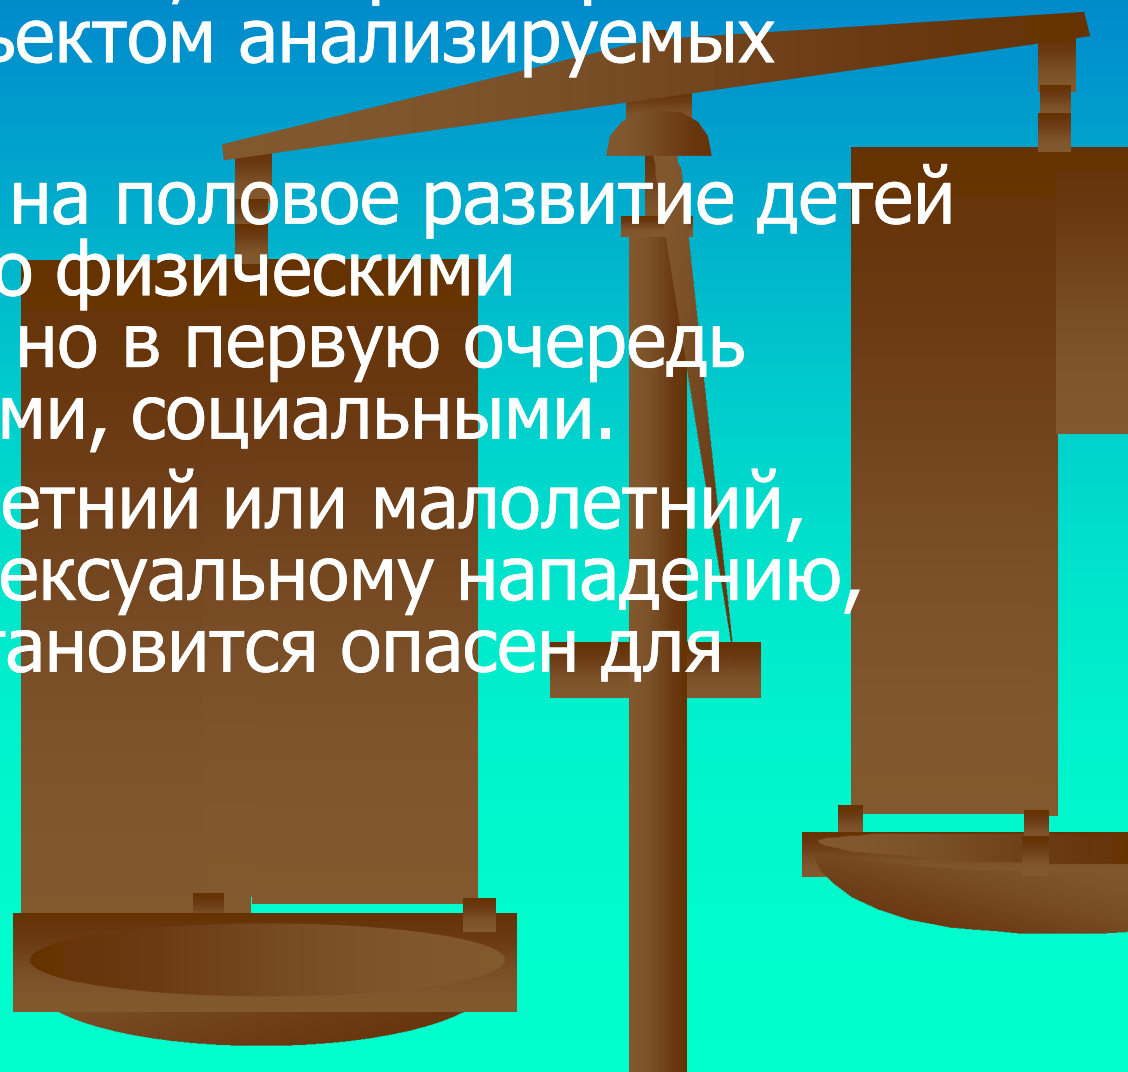 ъектом анализируемых
на половое развитие детей
о физическими
но в первую очередь
ми, социальными.
етний или малолетний,
ексуальному нападению,
тановится опасен для